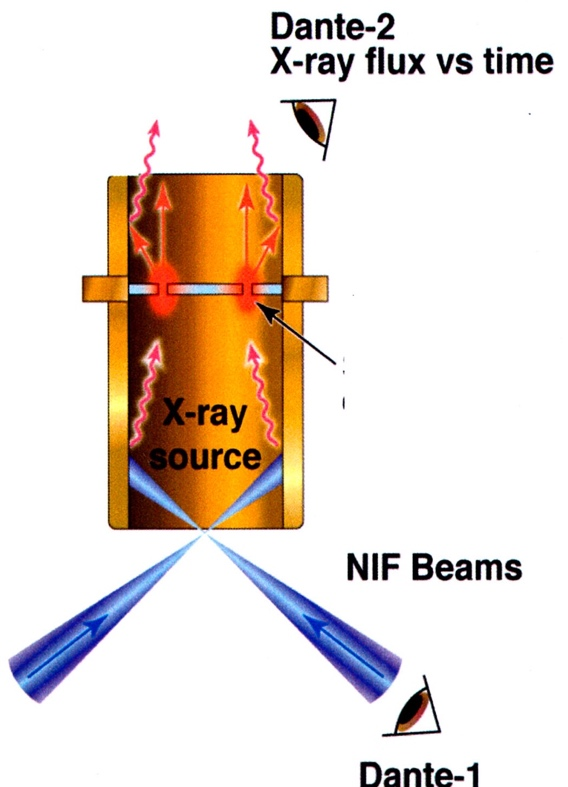 Dante-2
X-ray flux vs time
X-ray
source
NIF Beams
Dante-1